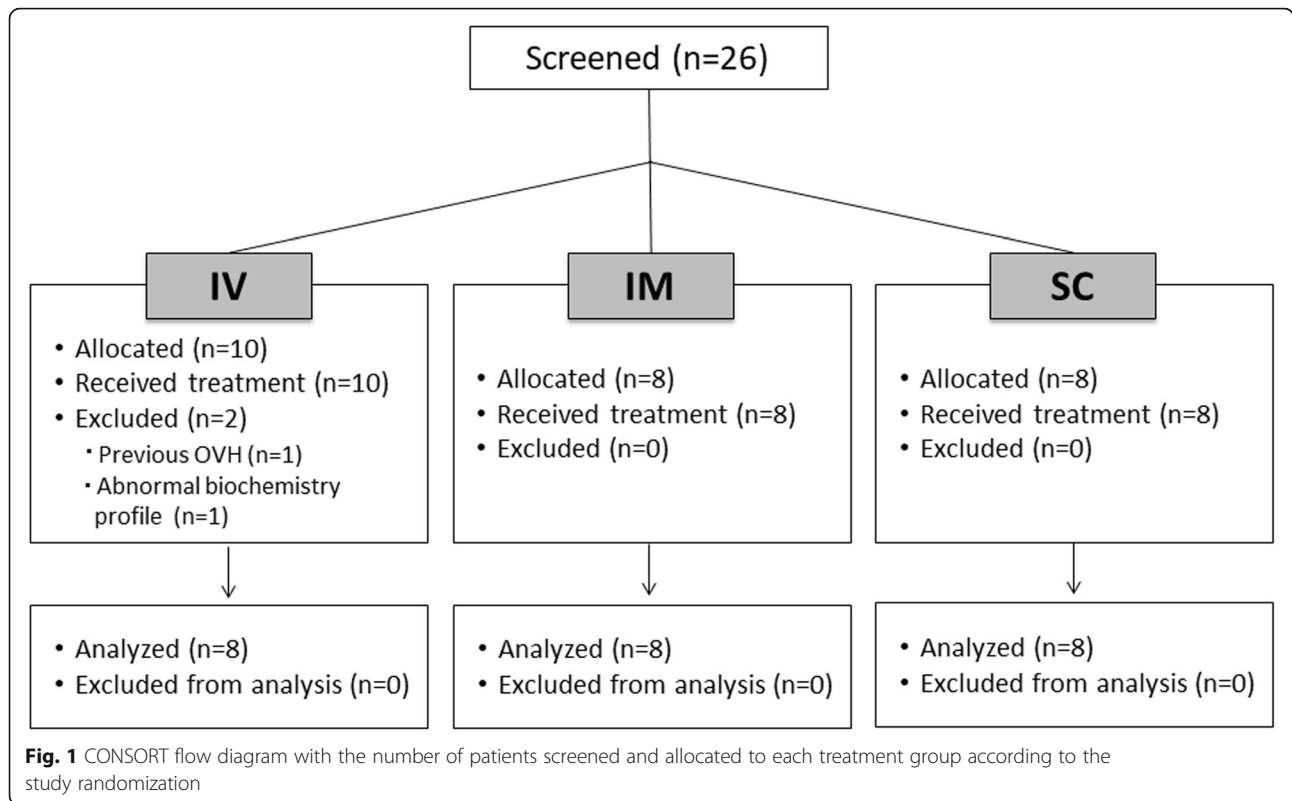 Screened (n=26)
IV
• Allocated (n=10)
• Received treatment (n=10)
• Excluded (n=2)
• Previous OVH (n=1)
• Abnormal biochemistry
profile (n=1)
IM
• Allocated (n=8)
• Received treatment (n=8)
• Excluded (n=0)
SC
• Allocated (n=8)
• Received treatment (n=8)
• Excluded (n=0)
• Analyzed (n=8)
• Excluded from analysis (n=0)
• Analyzed (n=8)
• Excluded from analysis (n=0)
• Analyzed (n=8)
• Excluded from analysis (n=0)
Fig. 1 CONSORT flow diagram with the number of patients screened and allocated to each treatment group according to the
study randomization